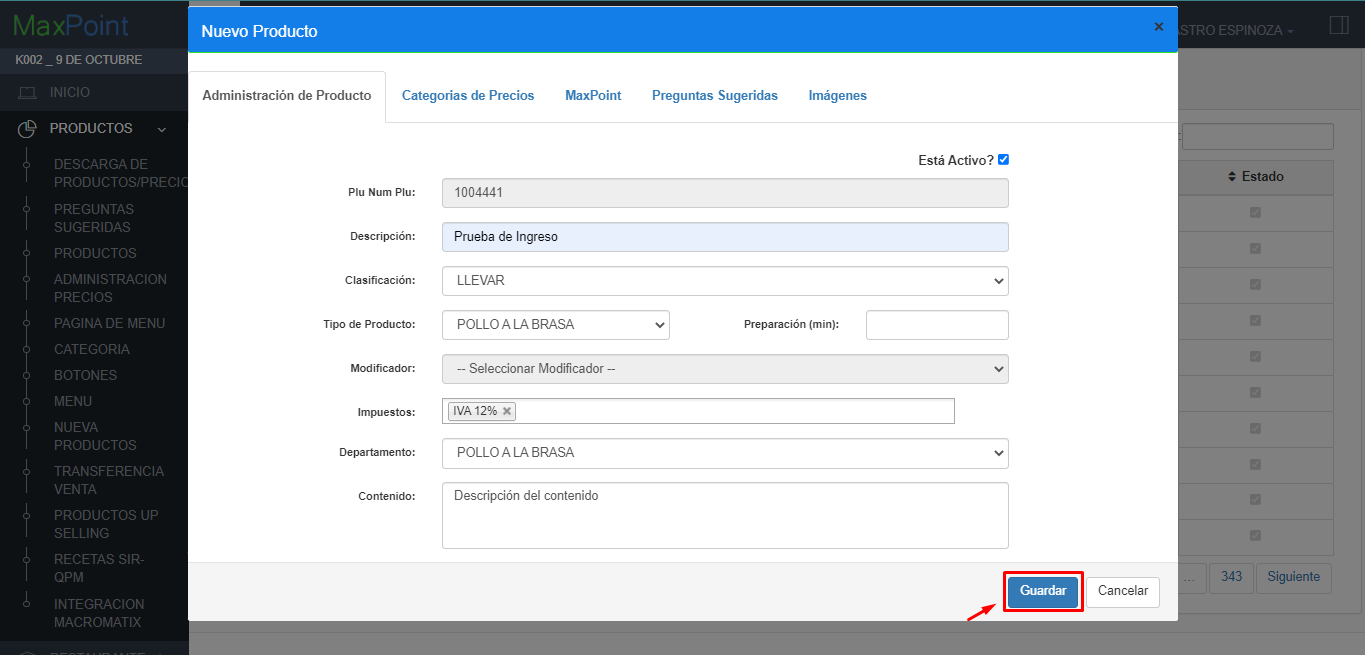 MaxPoint
K002 _ 9 DE OCTUBRE
INICIO
PRODUCTOS
DESCARGA DE
PRODUCTOS/PRECIO
PREGUNTAS
SUGERIDAS
PRODUCTOS
ADMINISTRACION
PRECIOS
PAGINA DE MENU
CATEGORIA
BOTONES
MENU
NUEVA
PRODUCTOS
TRANSFERENCIA
VENTA
PRODUCTOS UP
SELLING
RECETAS SIR-
QPM
INTEGRACION
MACROMATIX
Nuevo Producto
×
ASTRO ESPINOZA
Administración de Producto
Categorias de Precios
MaxPoint
Preguntas Sugeridas
Imágenes
Está Activo?
Plu Num Plu: 1004441
Descripción: Prueba de Ingreso
Clasificación: LLEVAR
Tipo de Producto: POLLO A LA BRASA Preparación (min):
Modificador: -- Seleccionar Modificador --
Impuestos: IVA 12% ×
Departamento: POLLO A LA BRASA
Contenido: Descripción del contenido
Guardar
Cancelar
Estado
... 343 Siguiente